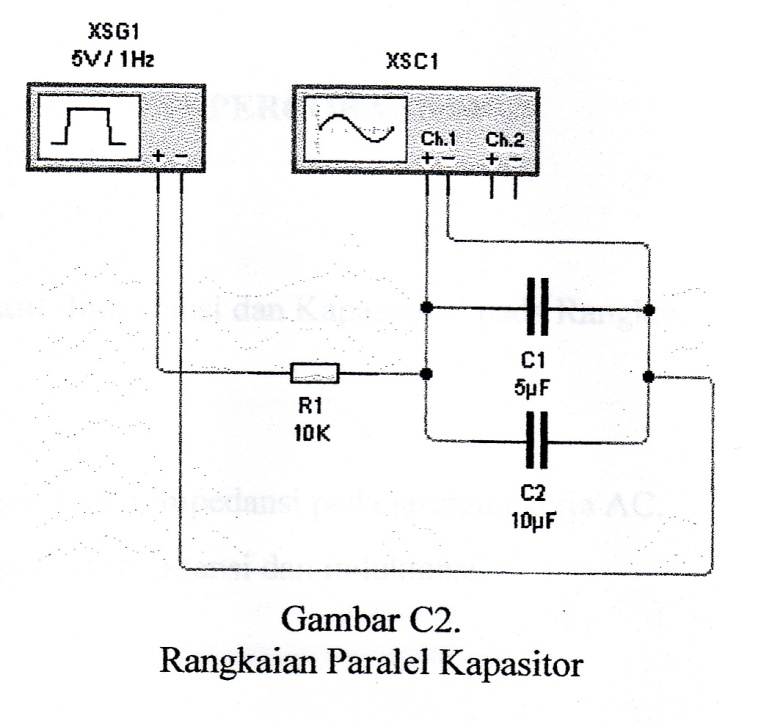 XSG1
5V / 1Hz
XSC1
Ch.1
Ch.2
+ -
+ -
+ -
C1
5µF
R1
10K
C2
10µF
Gambar C2.
Rangkaian Paralel Kapasitor